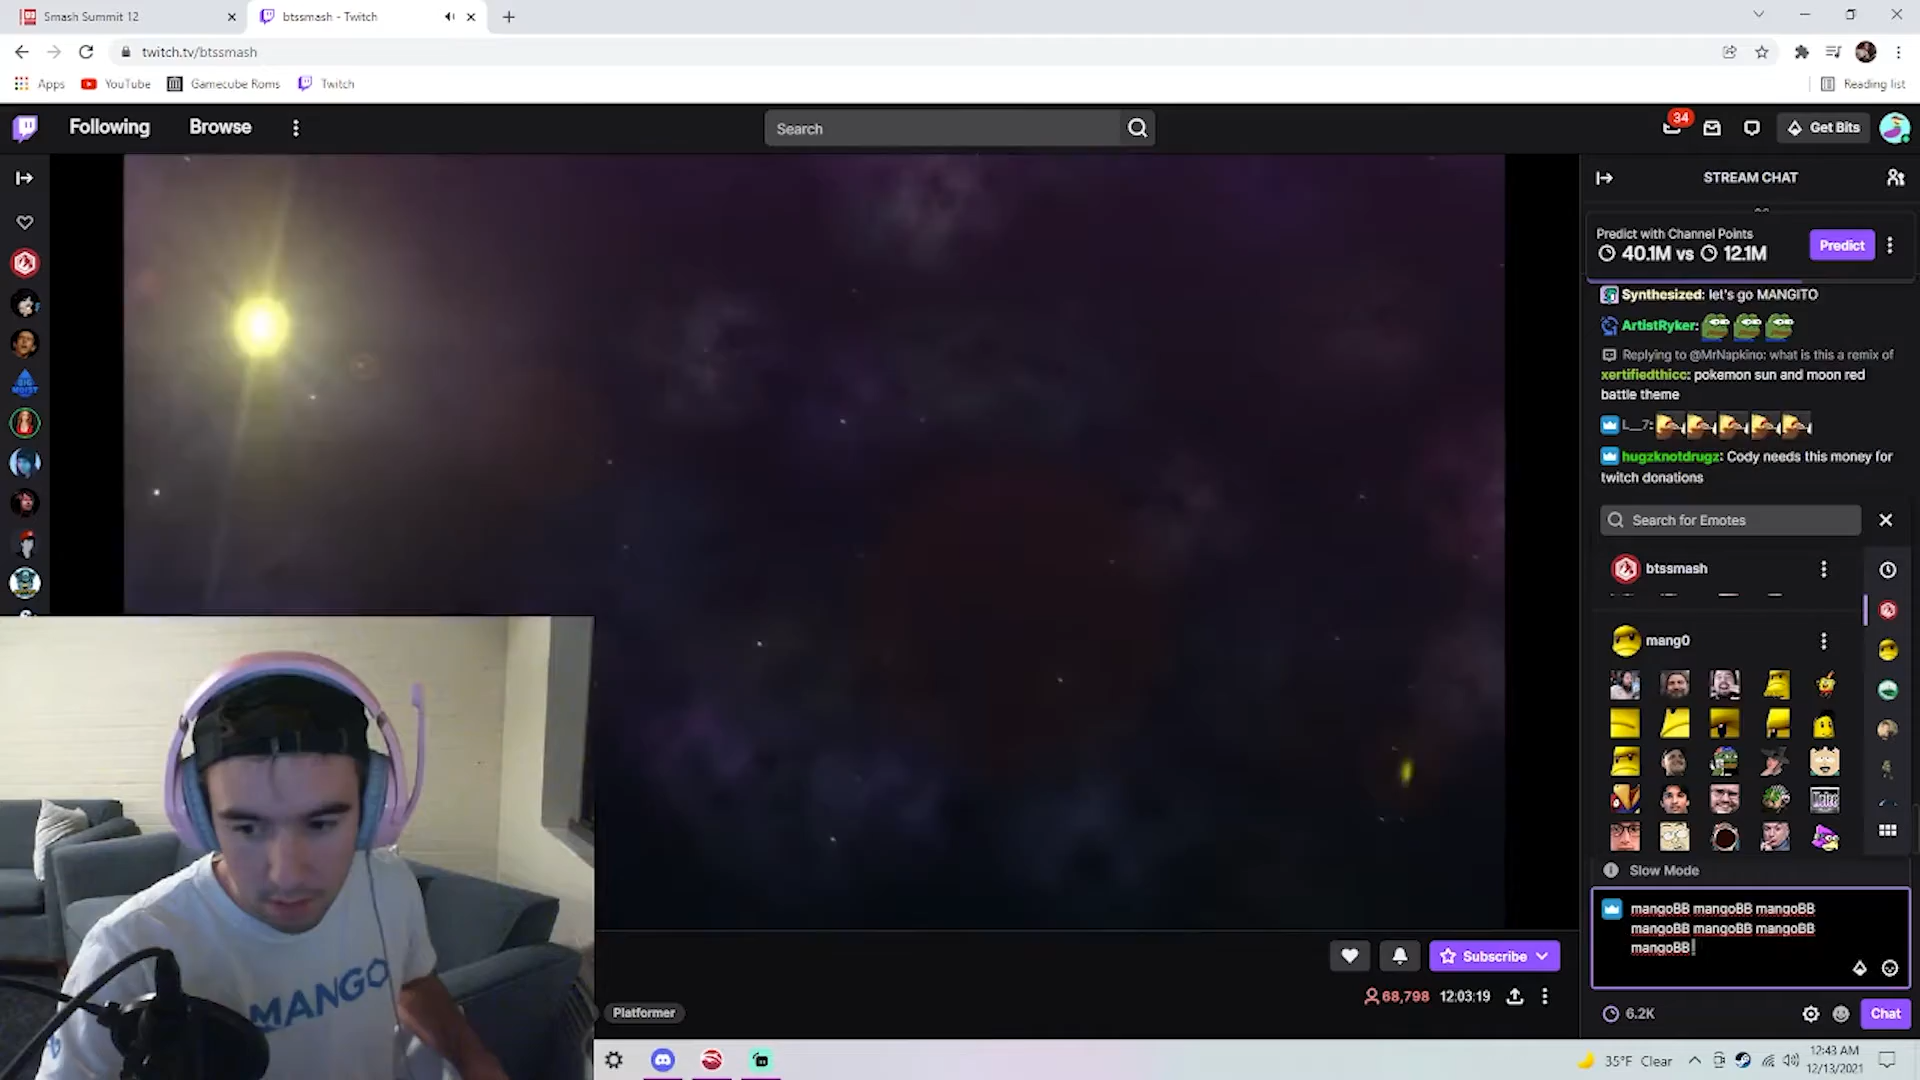 Smash Summit 12
btssmash - Twitch
twitch.tv/btssmash
Apps
YouTube
Gamecube Roms
Twitch
Reading list
Following
Browse
Search
34
Get Bits
STREAM CHAT
Predict with Channel Points
40.1M vs 12.1M
Predict
Synthesized: let's go MANGITO
ArtistRyker:
Replying to @MrNapkino: what is this a remix of
xertifiedthicc: pokemon sun and moon red
battle theme
L__7:
hugzknotdrugz: Cody needs this money for
twitch donations
Search for Emotes
btssmash
mang0
BIG
MOIST
Slow Mode
mangoBB mangoBB mangoBB
mangoBB mangoBB mangoBB
mangoBB
Subscribe
68,798 12:03:19
Platformer
6.2K
Chat
MANGO
35°F Clear
12:43 AM
12/13/2021